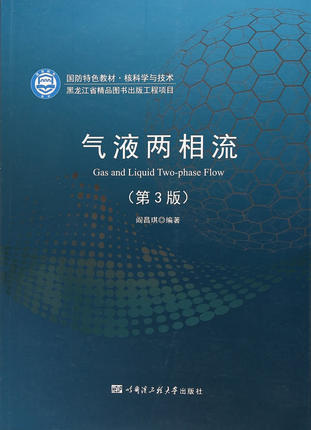 国防特色教材·核科学与技术
黑龙江省精品图书出版工程项目
气液两相流
Gas and Liquid Two-phase Flow
（第3版）
阎昌琪◎编著
哈尔滨工程大学出版社